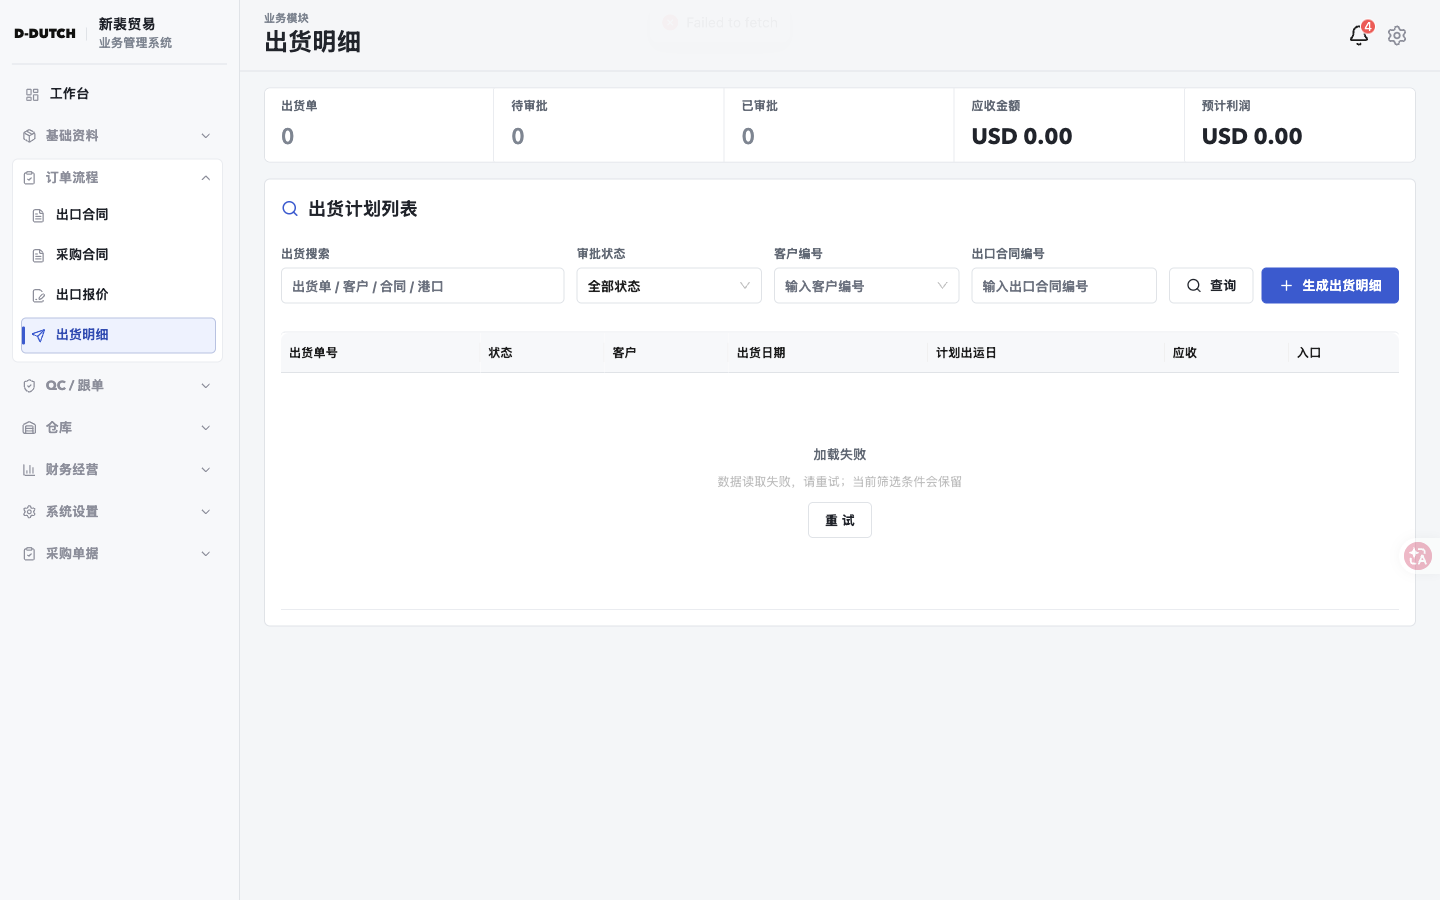 D-DUTCH
新裴贸易
业务管理系统
工作台
基础资料
订单流程
出口合同
采购合同
出口报价
出货明细
QC / 跟单
仓库
财务经营
系统设置
采购单据
业务模块
出货明细
Failed to fetch
4
出货单
0
待审批
0
已审批
0
应收金额
USD 0.00
预计利润
USD 0.00
出货计划列表
出货搜索
审批状态
客户编号
出口合同编号
出货单 / 客户 / 合同 / 港口
全部状态
输入客户编号
输入出口合同编号
查询
生成出货明细
出货单号
状态
客户
出货日期
计划出运日
应收
入口
加载失败
数据读取失败，请重试；当前筛选条件会保留
重 试